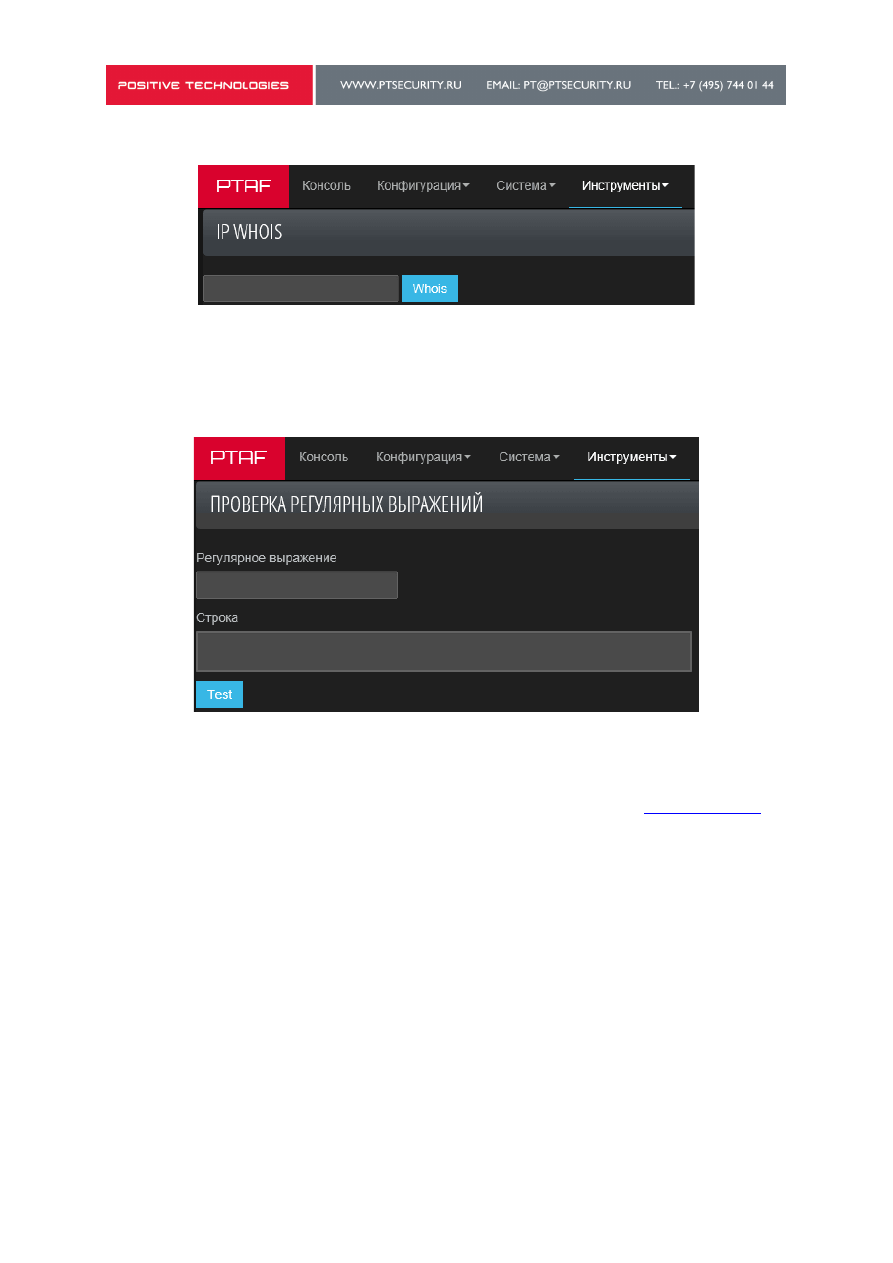 POSITIVE TECHNOLOGIES WWW.PTSECURITY.RU EMAIL: PT@PTSECURITY.RU TEL.: +7 (495) 744 01 44
PTAF Консоль Конфигурация Система Инструменты
IP WHOIS
Whois
PTAF Консоль Конфигурация Система Инструменты
ПРОВЕРКА РЕГУЛЯРНЫХ ВЫРАЖЕНИЙ
Регулярное выражение
Строка
Test